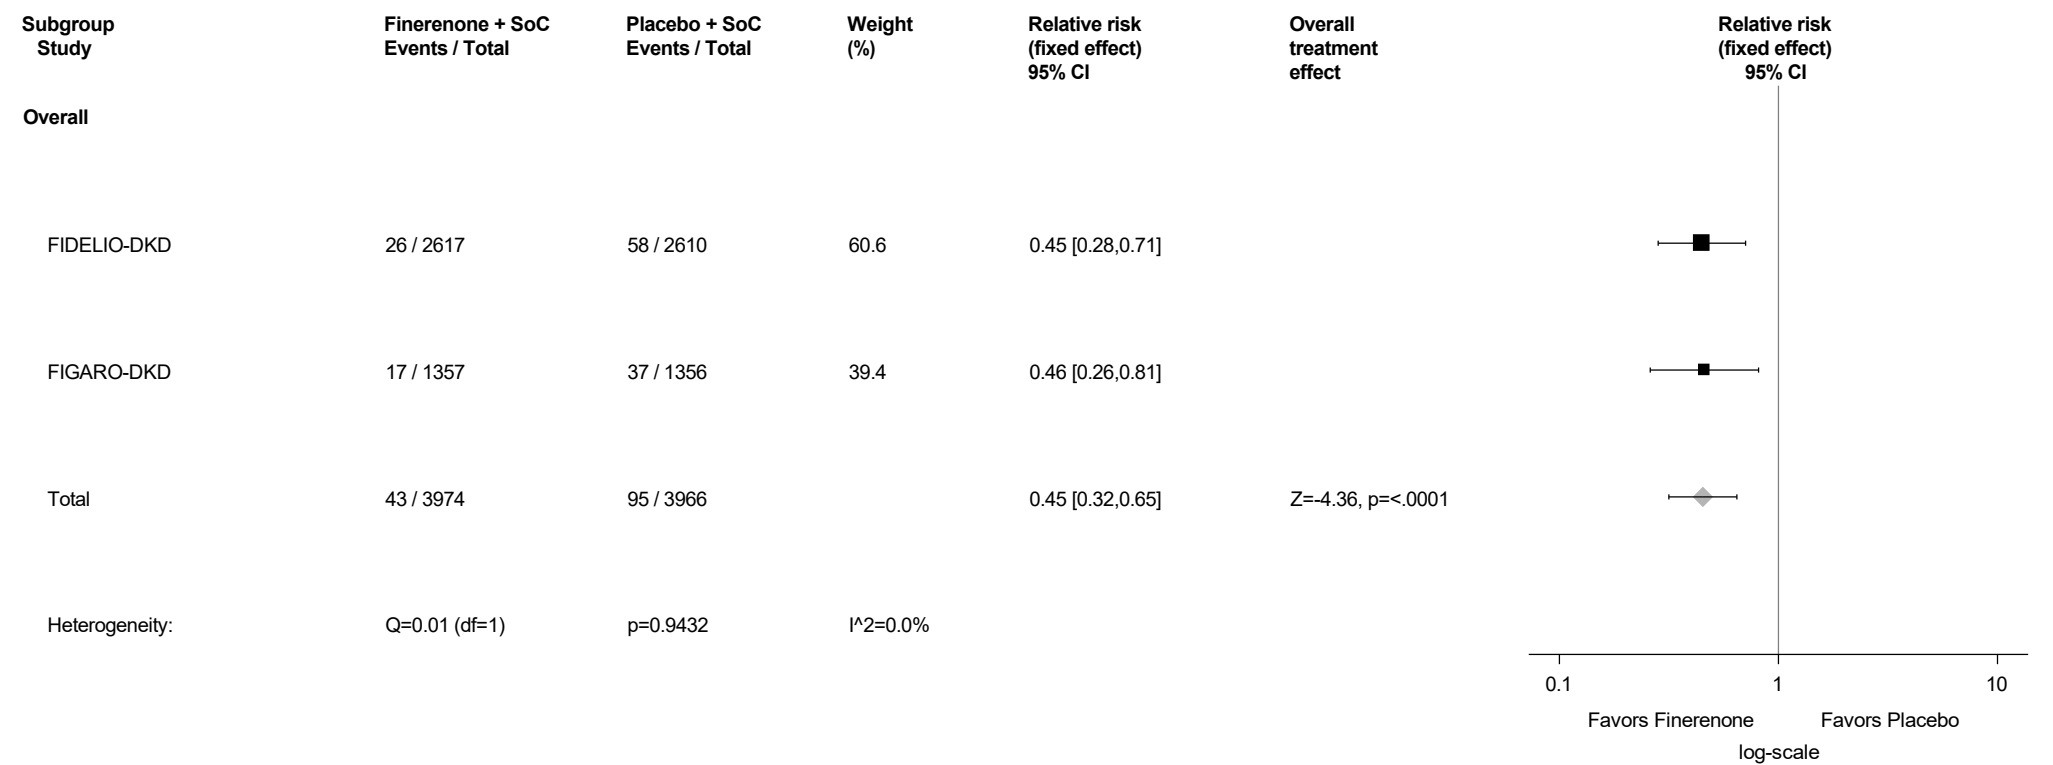 Subgroup Finerenone + SoC Placebo + SoC Weight Relative risk Overall Relative risk
Study Events / Total Events / Total (%) (fixed effect) treatment (fixed effect)
95% CI effect 95% CI
Overall
FIDELIO-DKD 26 / 2617 58 / 2610 60.6 0.45 [0.28,0.71]
FIGARO-DKD 17 / 1357 37 / 1356 39.4 0.46 [0.26,0.81]
Total 43 / 3974 95 / 3966 0.45 [0.32,0.65] Z=-4.36, p=<.0001
Heterogeneity: Q=0.01 (df=1) p=0.9432 I^2=0.0%
0.1 1 10
Favors Finerenone Favors Placebo
log-scale